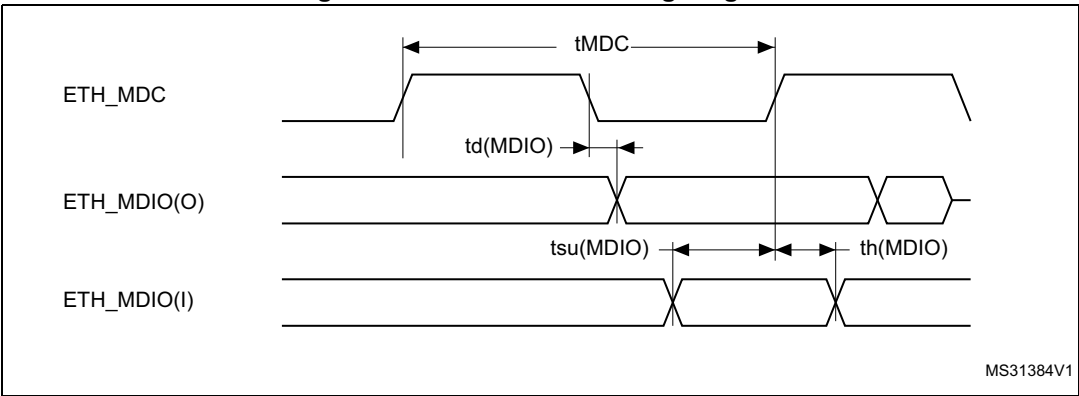 tMDC
ETH_MDC
td(MDIO)
ETH_MDIO(O)
tsu(MDIO) th(MDIO)
ETH_MDIO(I)
MS31384V1